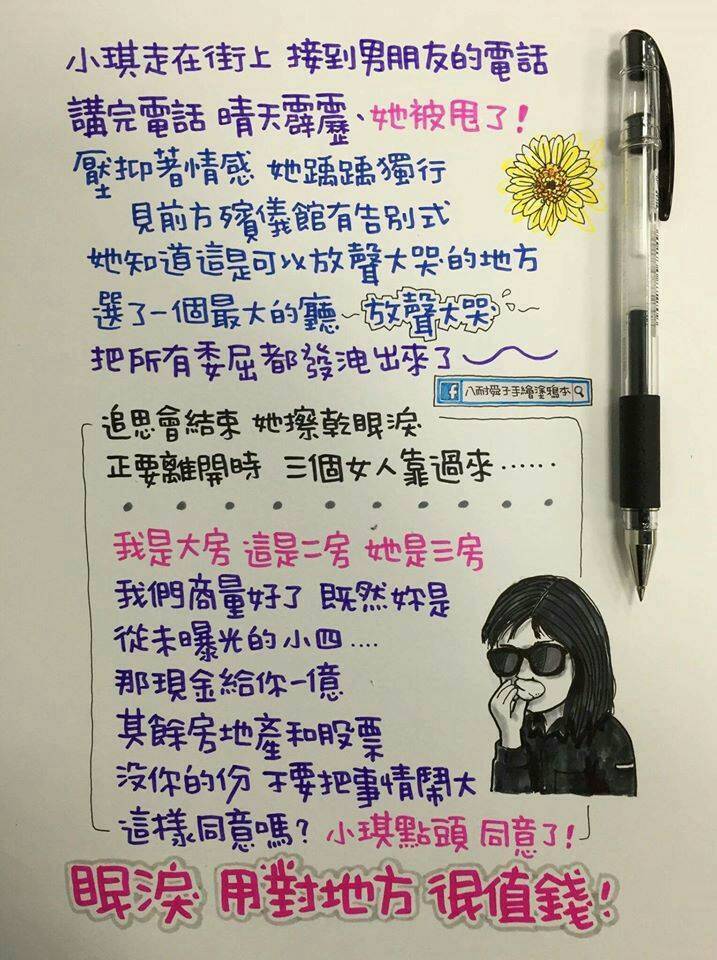 小琪走在街上 接到男朋友的電話
講完電話 晴天霹靂、她被甩了!
壓抑著情感 她踽踽獨行
見前方殯儀館有告別式
她知道這是可以放聲大哭的地方
選了一個最大的廳~放聲大哭
把所有委屈都發洩出來了~~
f 八耐舜子手繪塗鴉本
追思會結束 她擦乾眼淚
正要離開時 三個女人靠過來……
我是大房 這是二房 她是三房
我們商量好了 既然妳是
從未曝光的小四....
那現金給你一億
其餘房地產和股票
沒你的份 不要把事情鬧大
這樣同意嗎? 小琪點頭 同意了!
眼淚 用對地方 很值錢!